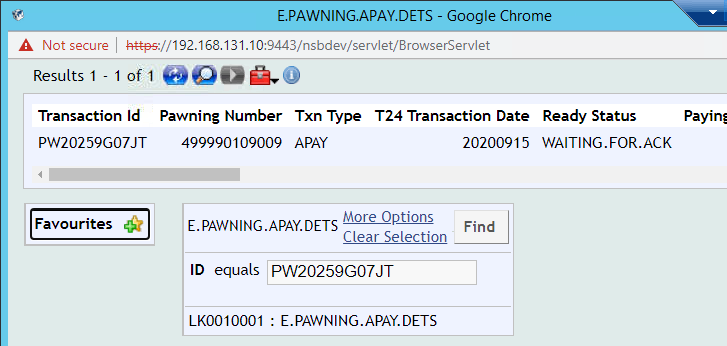 E.PAWNING.APAY.DETS - Google Chrome
Not secure | https://192.168.131.10:9443/nsbdev/servlet/BrowserServlet
Results 1 - 1 of 1
Transaction Id Pawning Number Txn Type T24 Transaction Date Ready Status Paying
PW20259G07JT 499990109009 APAY 20200915 WAITING.FOR.ACK
Favourites
E.PAWNING.APAY.DETS More Options Find
Clear Selection
ID equals PW20259G07JT
LK0010001 : E.PAWNING.APAY.DETS